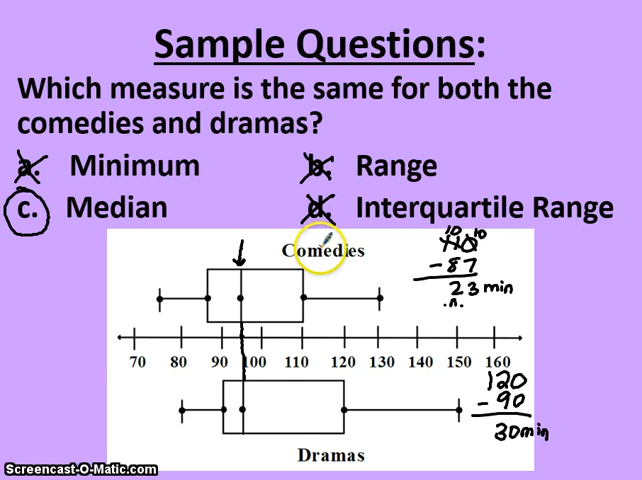 Sample Questions:
Which measure is the same for both the
comedies and dramas?
a. Minimum
b. Range
c. Median
d. Interquartile Range
Comedies
10 10
110
-87
23 min
70 80 90 100 110 120 130 140 150 160
120
- 90
30min
Dramas
Screencast-O-Matic.com